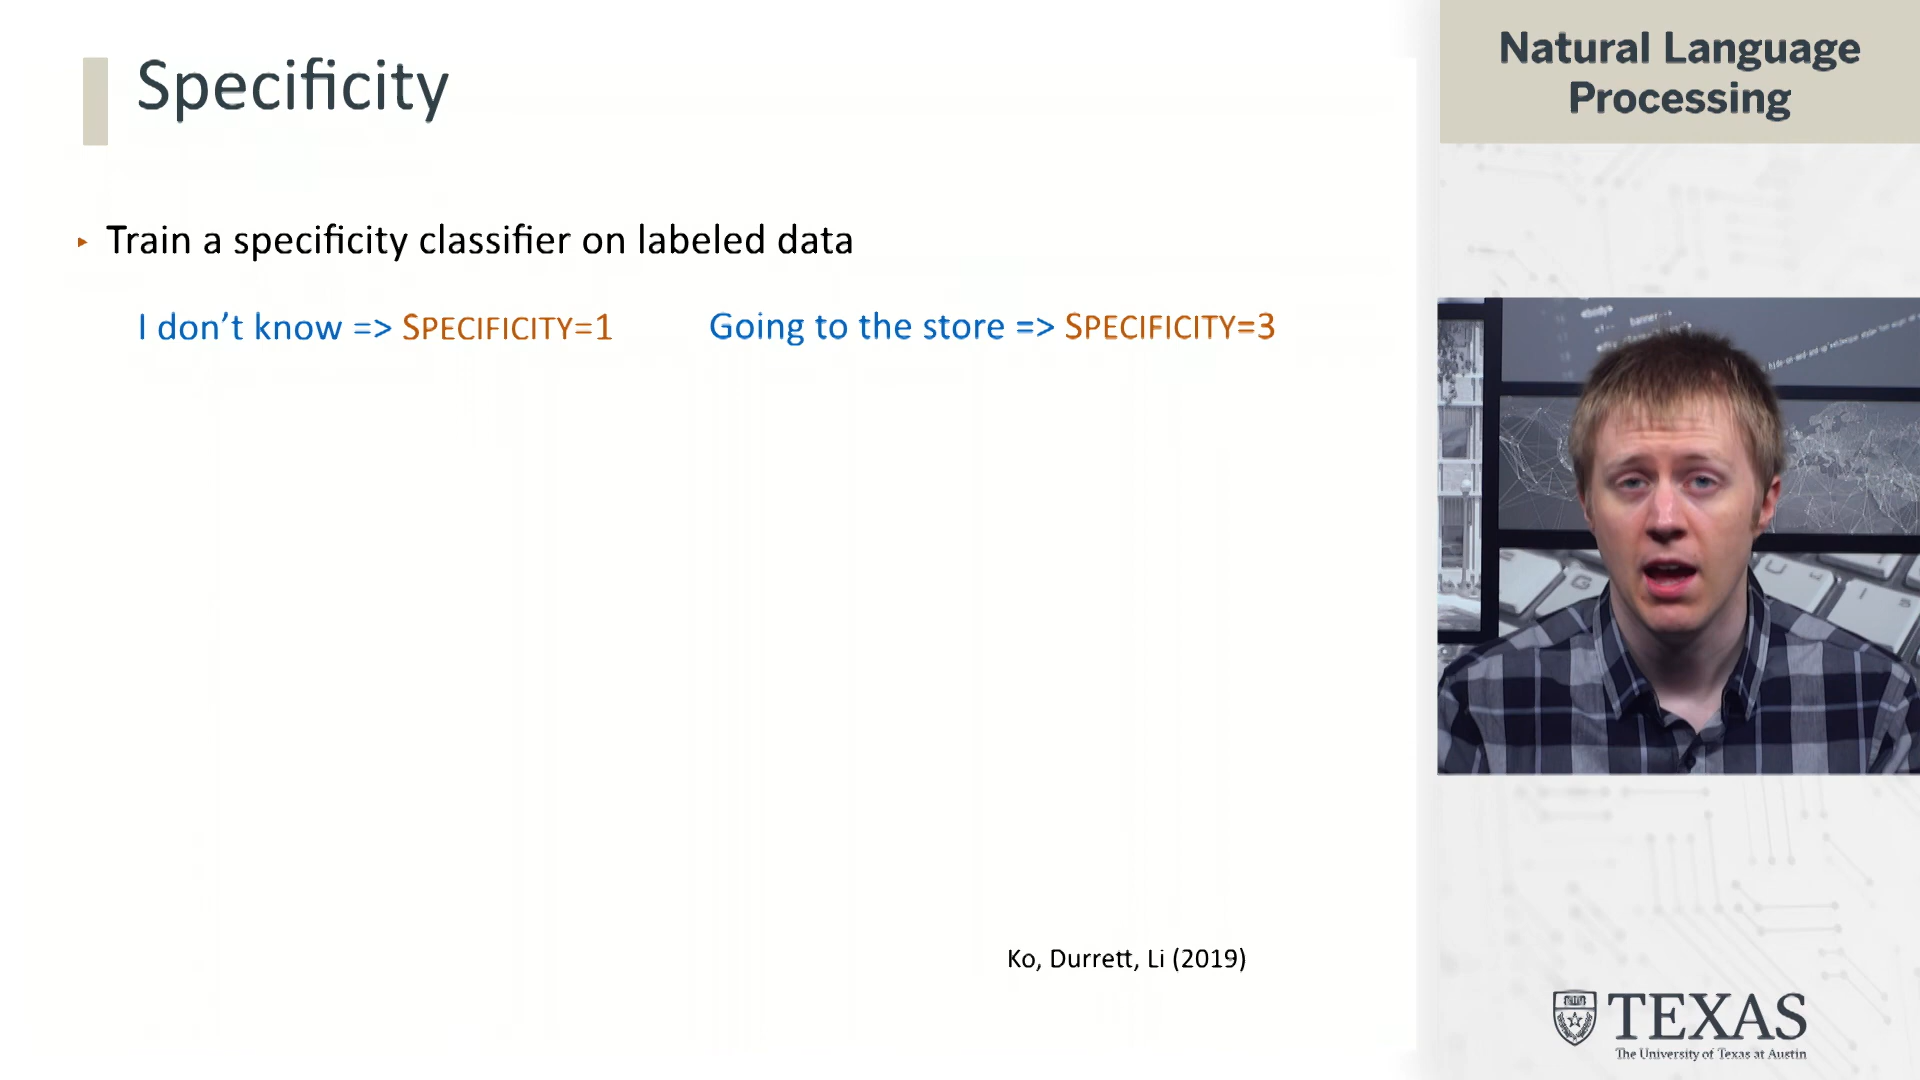 Specificity
Natural Language
Processing
‣ Train a specificity classifier on labeled data
I don't know => SPECIFICITY=1
Going to the store => SPECIFICITY=3
Ko, Durrett, Li (2019)
TEXAS
The University of Texas at Austin